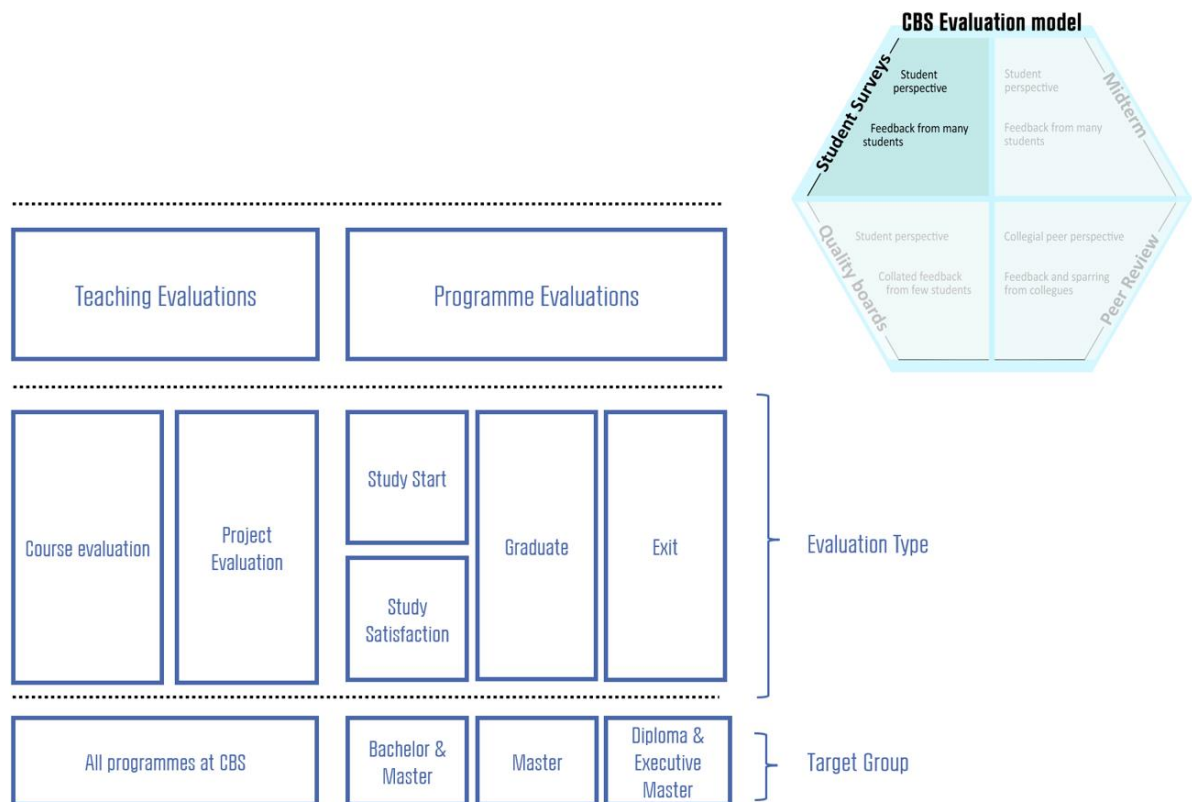 CBS Evaluation model
Student Surveys
Student
perspective
Feedback from many
students
Midterm
Student
perspective
Feedback from many
students
Quality boards
Student perspective
Collated feedback
from few students
Peer Review
Collegial peer perspective
Feedback and sparring
from collegues
Teaching Evaluations
Programme Evaluations
Course evaluation
Project
Evaluation
Study Start
Study
Satisfaction
Graduate
Exit
Evaluation Type
All programmes at CBS
Bachelor &
Master
Master
Diploma &
Executive
Master
Target Group